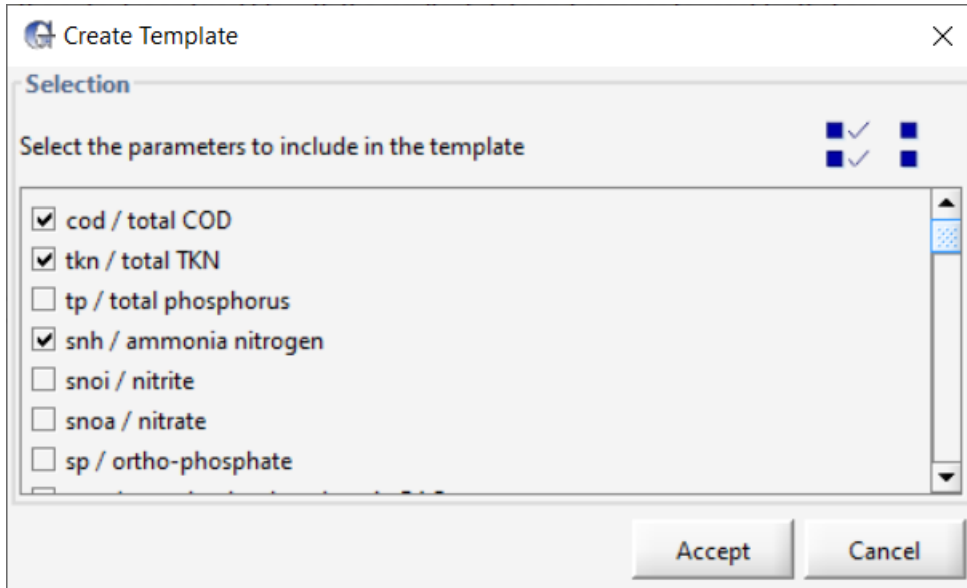 Create Template
Selection
Select the parameters to include in the template
cod / total COD
tkn / total TKN
tp / total phosphorus
snh / ammonia nitrogen
snoi / nitrite
snoa / nitrate
sp / ortho-phosphate
Accept
Cancel